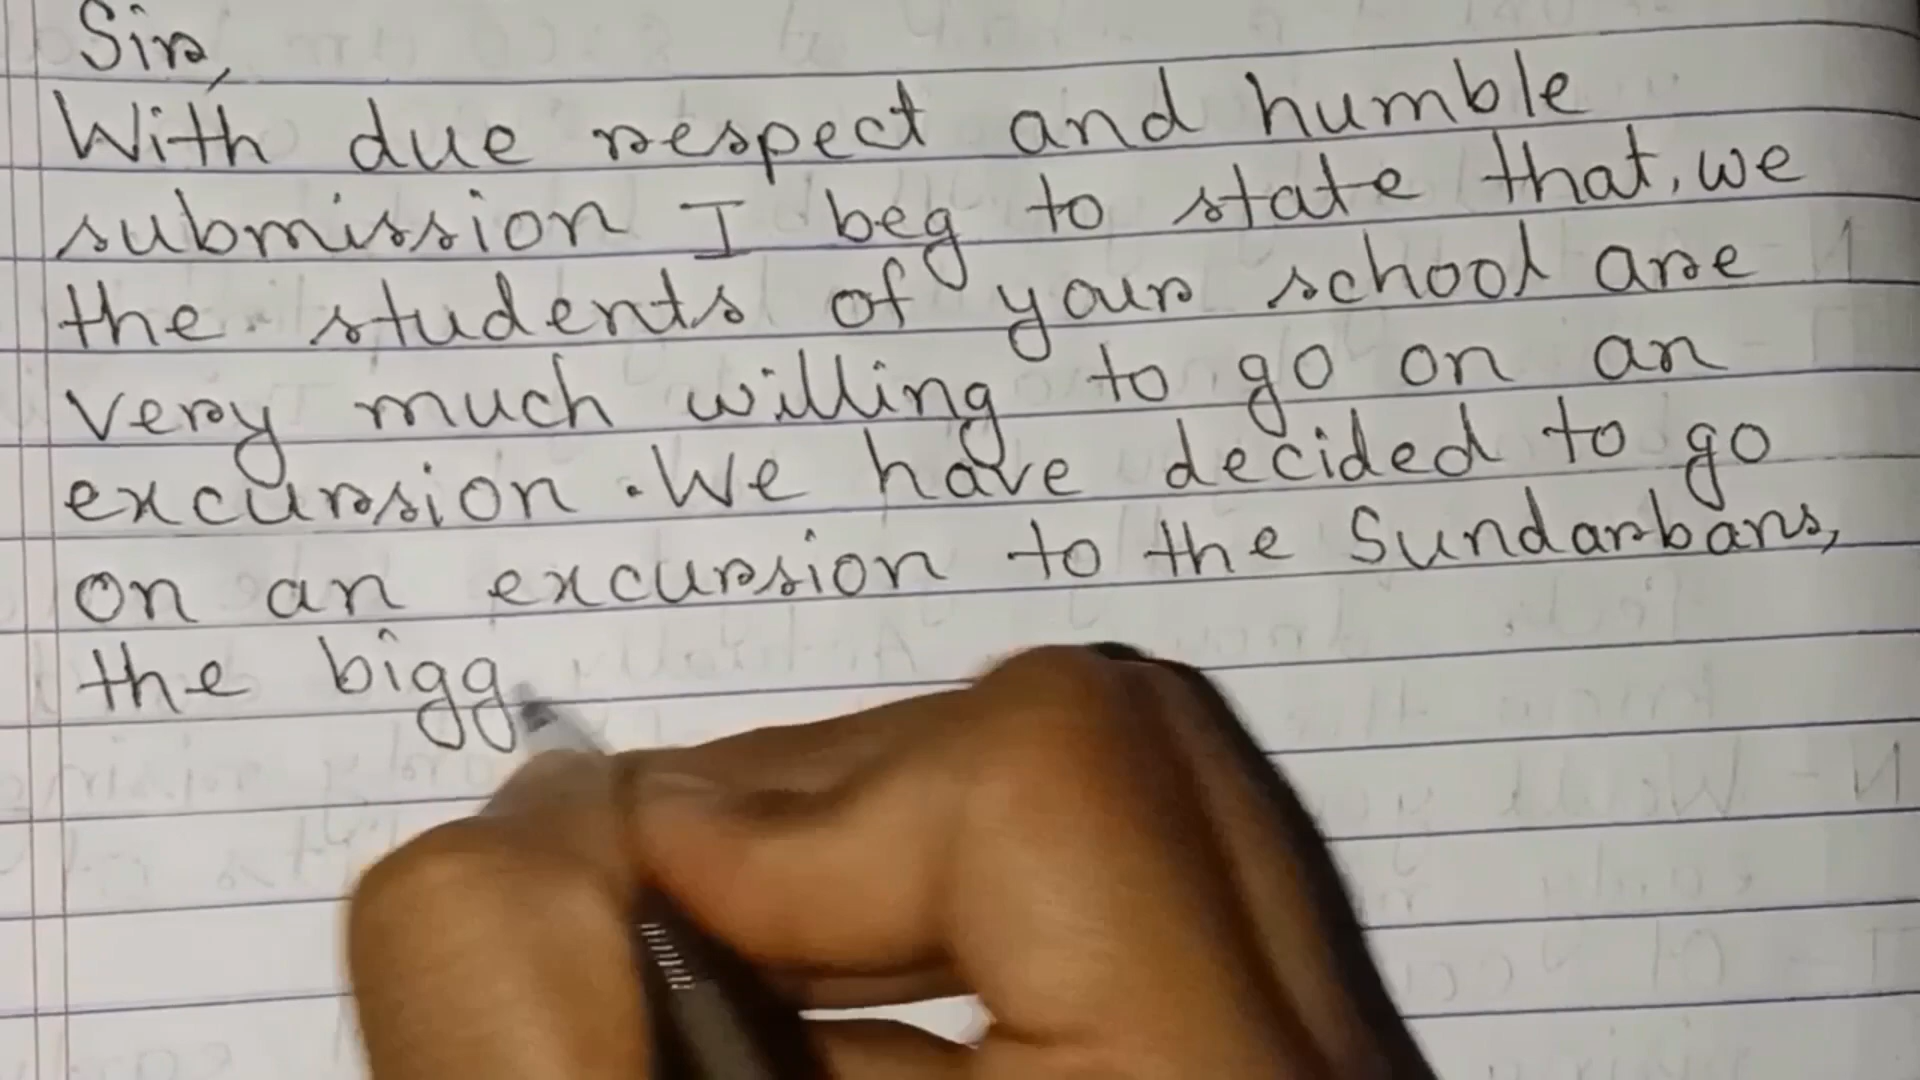 Sir,
With due respect and humble
submission I beg to state that, we
the students of your school are
very much willing to go on an
excursion. We have decided to go
on an excursion to the Sundarbans,
the bigg